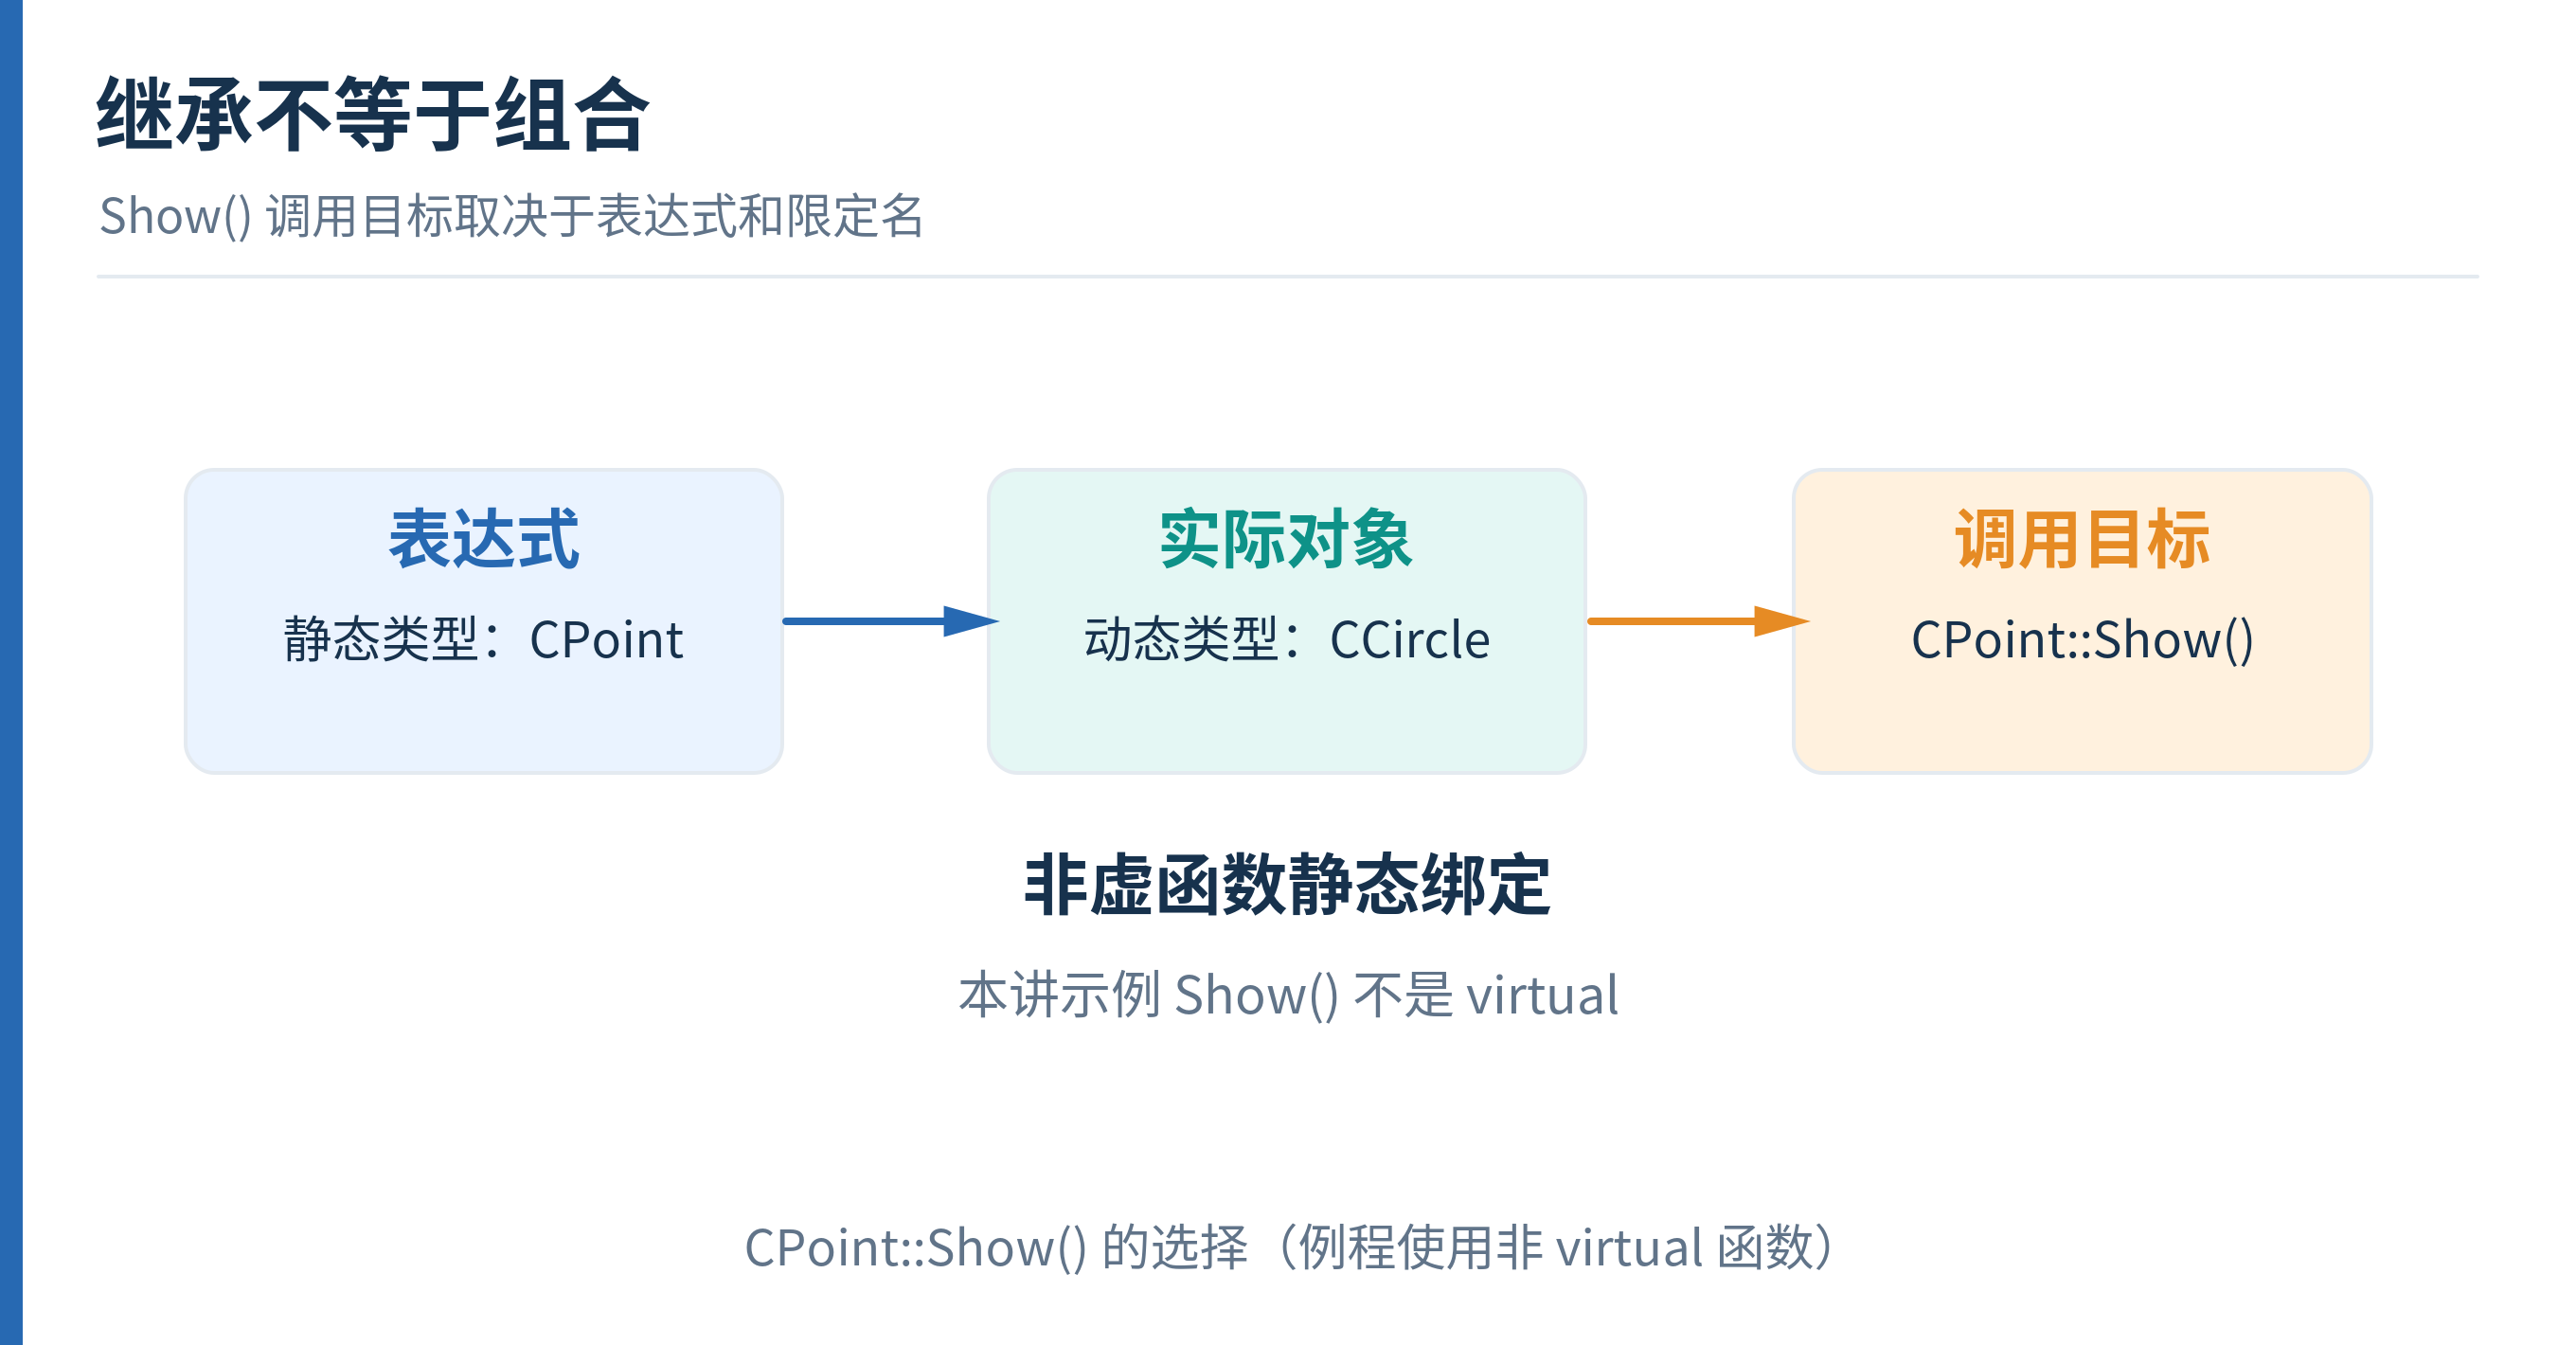 继承不等于组合
Show() 调用目标取决于表达式和限定名
表达式
静态类型：CPoint
实际对象
动态类型：CCircle
调用目标
CPoint::Show()
非虚函数静态绑定
本讲示例 Show() 不是 virtual
CPoint::Show() 的选择（例程使用非 virtual 函数）